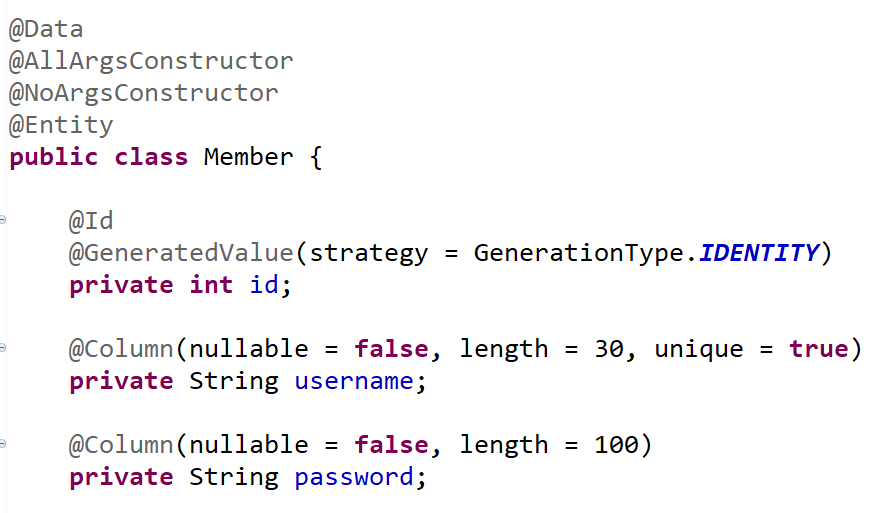 @Data
@AllArgsConstructor
@NoArgsConstructor
@Entity
public class Member {
@Id
@GeneratedValue(strategy = GenerationType.IDENTITY)
private int id;
@Column(nullable = false, length = 30, unique = true)
private String username;
@Column(nullable = false, length = 100)
private String password;